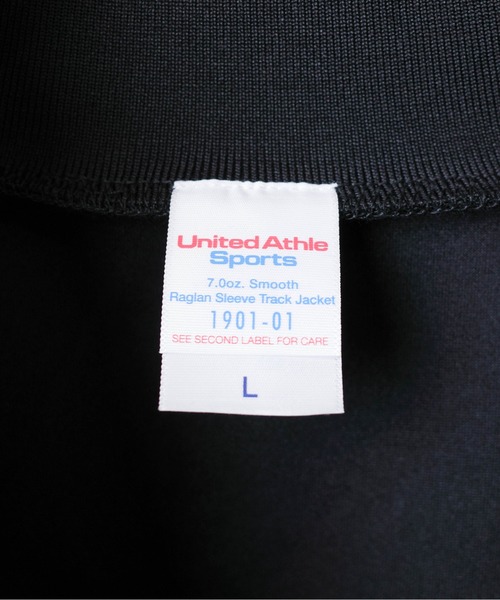 United Athle
Sports
7.0oz. Smooth
Raglan Sleeve Track Jacket
1901-01
SEE SECOND LABEL FOR CARE
L